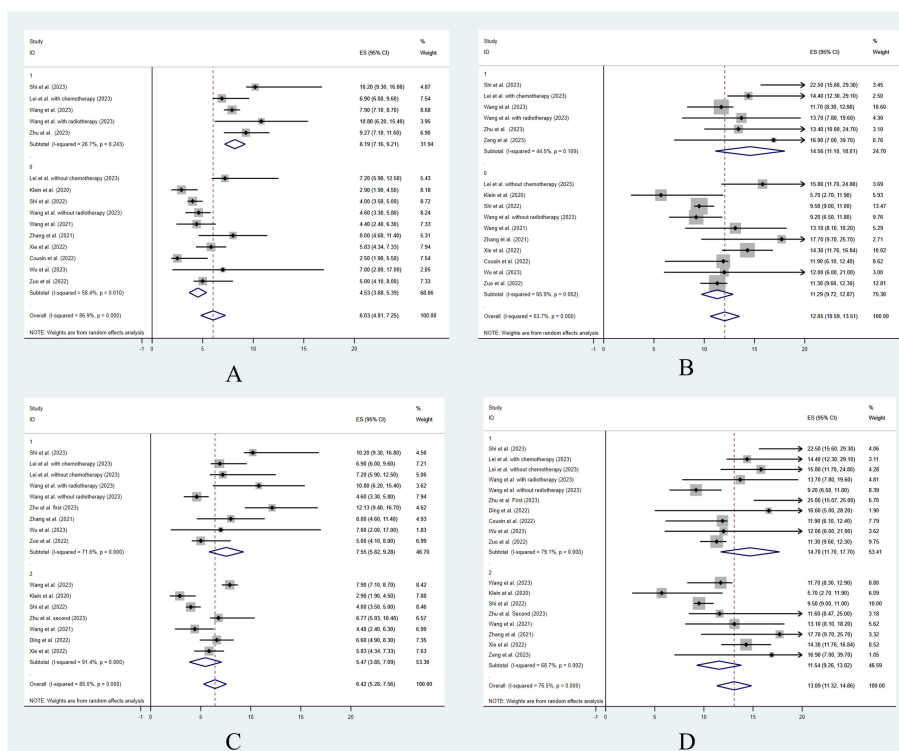 Study %
ID ES (95% CI) Weight
1
Shi et al. (2023) 10.20 (9.30, 16.80) 4.87
Lei et al. with chemotherapy (2023) 6.90 (6.00, 9.60) 7.54
Wang et al. (2023) 7.90 (7.10, 8.70) 8.68
Wang et al. with radiotherapy (2023) 10.80 (6.20, 15.40) 3.95
Zhu et al. (2023) 9.27 (7.10, 11.60) 6.90
Subtotal (I-squared = 26.7%, p = 0.243) 8.19 (7.16, 9.21) 31.94
.
0
Lei et al. without chemotherapy (2023) 7.20 (5.90, 12.50) 5.43
Klein et al. (2020) 2.90 (1.90, 4.50) 8.18
Shi et al. (2022) 4.00 (3.50, 5.00) 8.72
Wang et al. without radiotherapy (2023) 4.60 (3.30, 5.80) 8.24
Wang et al. (2021) 4.40 (2.40, 6.30) 7.33
Zhang et al. (2021) 8.00 (4.60, 11.40) 5.31
Xie et al. (2022) 5.83 (4.34, 7.33) 7.94
Cousin et al. (2022) 2.50 (1.90, 5.50) 7.54
Wu et al. (2023) 7.00 (2.00, 17.00) 2.05
Zuo et al. (2022) 5.00 (4.10, 8.00) 7.33
Subtotal (I-squared = 58.4%, p = 0.010) 4.53 (3.68, 5.39) 68.06
.
Overall (I-squared = 86.9%, p = 0.000) 6.03 (4.81, 7.25) 100.00
NOTE: Weights are from random effects analysis
-1 0 5 10 15 20
A
Study %
ID ES (95% CI) Weight
1
Shi et al. (2023) 22.50 (15.60, 29.30) 3.45
Lei et al. with chemotherapy (2023) 14.40 (12.30, 29.10) 2.50
Wang et al. (2023) 11.70 (8.30, 12.90) 10.60
Wang et al. with radiotherapy (2023) 13.70 (7.80, 19.60) 4.30
Zhu et al. (2023) 13.40 (10.00, 24.70) 3.10
Zeng et al. (2023) 16.90 (7.00, 39.70) 0.76
Subtotal (I-squared = 44.5%, p = 0.109) 14.56 (11.10, 18.01) 24.70
.
0
Lei et al. without chemotherapy (2023) 15.80 (11.70, 24.80) 3.69
Klein et al. (2020) 5.70 (2.70, 11.90) 5.93
Shi et al. (2022) 9.50 (9.00, 11.00) 13.47
Wang et al. without radiotherapy (2023) 9.20 (6.50, 11.80) 9.76
Wang et al. (2021) 13.10 (8.10, 18.20) 5.29
Zhang et al. (2021) 17.70 (9.70, 25.70) 2.71
Xie et al. (2022) 14.30 (11.76, 16.84) 10.02
Cousin et al. (2022) 11.90 (6.10, 12.40) 8.62
Wu et al. (2023) 12.00 (6.00, 21.00) 3.00
Zuo et al. (2022) 11.30 (9.60, 12.30) 12.81
Subtotal (I-squared = 65.9%, p = 0.002) 11.29 (9.72, 12.87) 75.30
.
Overall (I-squared = 63.7%, p = 0.000) 12.05 (10.59, 13.51) 100.00
NOTE: Weights are from random effects analysis
-1 0 5 10 15 20
B
Study %
ID ES (95% CI) Weight
1
Shi et al. (2023) 10.20 (9.30, 16.80) 4.50
Lei et al. with chemotherapy (2023) 6.90 (6.00, 9.60) 7.21
Lei et al. without chemotherapy (2023) 7.20 (5.90, 12.50) 5.06
Wang et al. with radiotherapy (2023) 10.80 (6.20, 15.40) 3.62
Wang et al. without radiotherapy (2023) 4.60 (3.30, 5.80) 7.94
Zhu et al. first (2023) 12.13 (9.40, 16.70) 4.62
Zhang et al. (2021) 8.00 (4.60, 11.40) 4.93
Wu et al. (2023) 7.00 (2.00, 17.00) 1.83
Zuo et al. (2022) 5.00 (4.10, 8.00) 6.99
Subtotal (I-squared = 71.6%, p = 0.000) 7.55 (5.82, 9.28) 46.70
.
2
Wang et al. (2023) 7.90 (7.10, 8.70) 8.42
Klein et al. (2020) 2.90 (1.90, 4.50) 7.88
Shi et al. (2022) 4.00 (3.50, 5.00) 8.46
Zhu et al. second (2023) 6.77 (5.93, 10.40) 6.57
Wang et al. (2021) 4.40 (2.40, 6.30) 6.99
Ding et al. (2022) 6.60 (4.90, 8.30) 7.35
Xie et al. (2022) 5.83 (4.34, 7.33) 7.63
Subtotal (I-squared = 91.4%, p = 0.000) 5.47 (3.85, 7.09) 53.30
.
Overall (I-squared = 85.0%, p = 0.000) 6.42 (5.28, 7.56) 100.00
NOTE: Weights are from random effects analysis
-1 0 5 10 15 20
C
Study %
ID ES (95% CI) Weight
1
Shi et al. (2023) 22.50 (15.60, 29.30) 4.06
Lei et al. with chemotherapy (2023) 14.40 (12.30, 29.10) 3.11
Lei et al. without chemotherapy (2023) 15.80 (11.70, 24.80) 4.28
Wang et al. with radiotherapy (2023) 13.70 (7.80, 19.60) 4.81
Wang et al. without radiotherapy (2023) 9.20 (6.50, 11.80) 8.39
Zhu et al. First (2023) 25.00 (15.07, 25.00) 5.70
Ding et al. (2022) 16.60 (5.00, 28.20) 1.90
Cousin et al. (2022) 11.90 (6.10, 12.40) 7.79
Wu et al. (2023) 12.00 (6.00, 21.00) 3.62
Zuo et al. (2022) 11.30 (9.60, 12.30) 9.75
Subtotal (I-squared = 79.1%, p = 0.000) 14.70 (11.70, 17.70) 53.41
.
2
Wang et al. (2023) 11.70 (8.30, 12.90) 8.80
Klein et al. (2020) 5.70 (2.70, 11.90) 6.09
Shi et al. (2022) 9.50 (9.00, 11.00) 10.00
Zhu et al. Second (2023) 11.60 (8.47, 25.00) 3.18
Wang et al. (2021) 13.10 (8.10, 18.20) 5.62
Zhang et al. (2021) 17.70 (9.70, 25.70) 3.32
Xie et al. (2022) 14.30 (11.76, 16.84) 8.52
Zeng et al. (2023) 16.90 (7.00, 39.70) 1.05
Subtotal (I-squared = 68.7%, p = 0.002) 11.54 (9.26, 13.82) 46.59
.
Overall (I-squared = 76.5%, p = 0.000) 13.09 (11.32, 14.86) 100.00
NOTE: Weights are from random effects analysis
-1 0 5 10 15 20
D